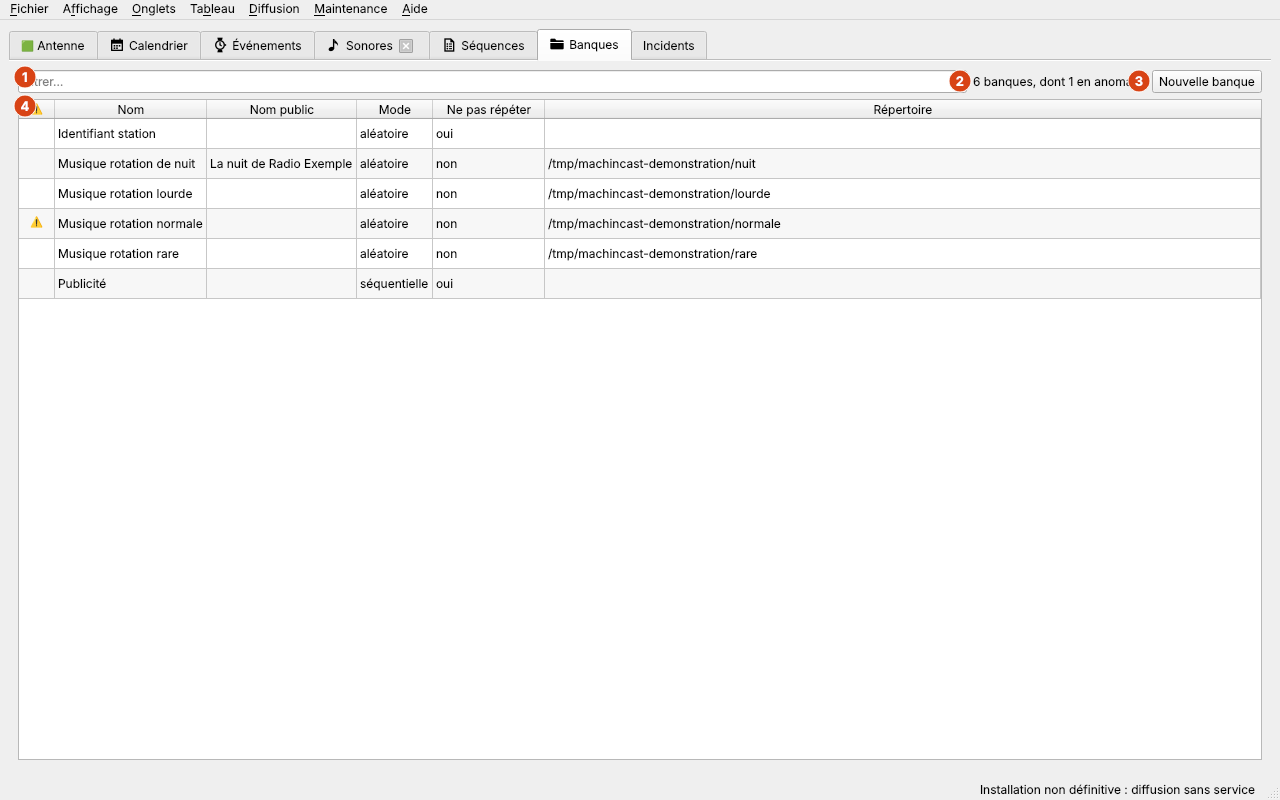 Fichier Affichage Onglets Tableau Diffusion Maintenance Aide
Antenne Calendrier Événements Sonores Séquences Banques Incidents
1 trer... 2 6 banques, dont 1 en anoma 3 Nouvelle banque
4 Nom Nom public Mode Ne pas répéter Répertoire
Identifiant station aléatoire oui
Musique rotation de nuit La nuit de Radio Exemple aléatoire non /tmp/machincast-demonstration/nuit
Musique rotation lourde aléatoire non /tmp/machincast-demonstration/lourde
Musique rotation normale aléatoire non /tmp/machincast-demonstration/normale
Musique rotation rare aléatoire non /tmp/machincast-demonstration/rare
Publicité séquentielle oui
Installation non définitive : diffusion sans service